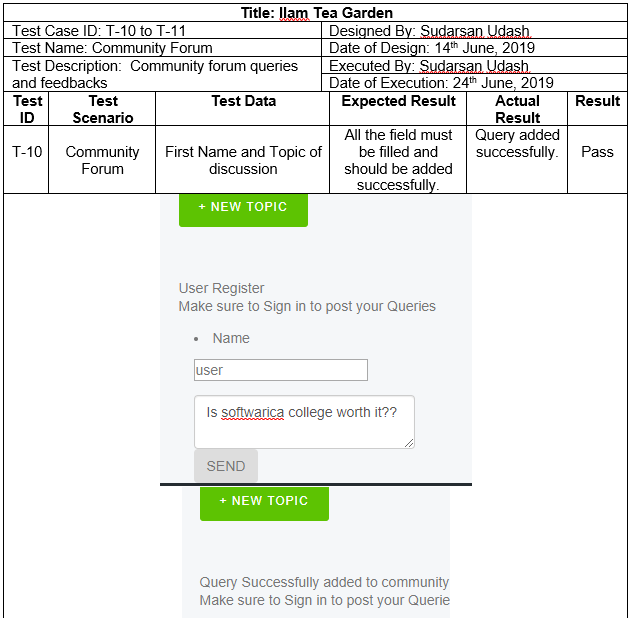 Title: Ilam Tea Garden
Test Case ID: T-10 to T-11
Designed By: Sudarsan Udash
Test Name: Community Forum
Date of Design: 14th June, 2019
Test Description: Community forum queries
and feedbacks
Executed By: Sudarsan Udash
Date of Execution: 24th June, 2019
Test
ID
Test
Scenario
Test Data
Expected Result
Actual
Result
Result
T-10
Community
Forum
First Name and Topic of
discussion
All the field must
be filled and
should be added
successfully.
Query added
successfully.
Pass
+ NEW TOPIC
User Register
Make sure to Sign in to post your Queries
• Name
user
Is softwarica college worth it??
SEND
+ NEW TOPIC
Query Successfully added to community
Make sure to Sign in to post your Querie